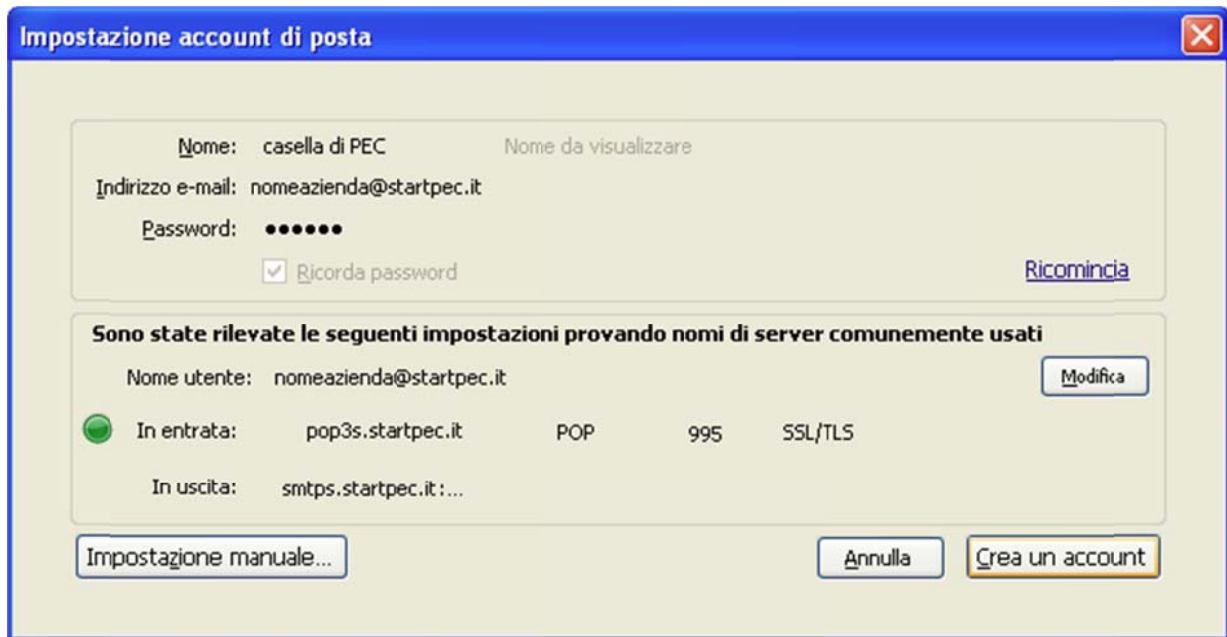 Impostazione account di posta
Nome: casella di PEC Nome da visualizzare
Indirizzo e-mail: nomeazienda@startpec.it
Password: ••••••
Ricorda password
Ricomincia
Sono state rilevate le seguenti impostazioni provando nomi di server comunemente usati
Nome utente: nomeazienda@startpec.it
Modifica
In entrata: pop3s.startpec.it POP 995 SSL/TLS
In uscita: smtps.startpec.it:...
Impostazione manuale... Annulla Crea un account